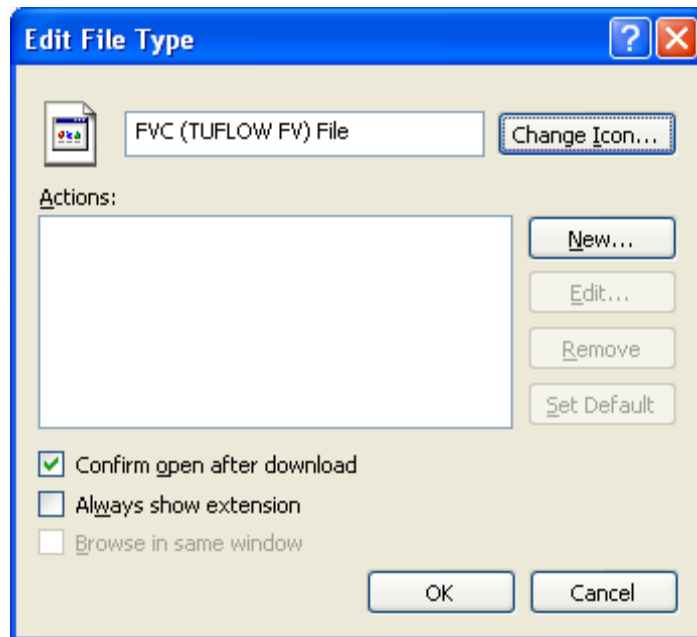 Edit File Type
FVC (TUFLOW FV) File
Change Icon...
Actions:
New...
Edit...
Remove
Set Default
Confirm open after download
Always show extension
Browse in same window
OK
Cancel